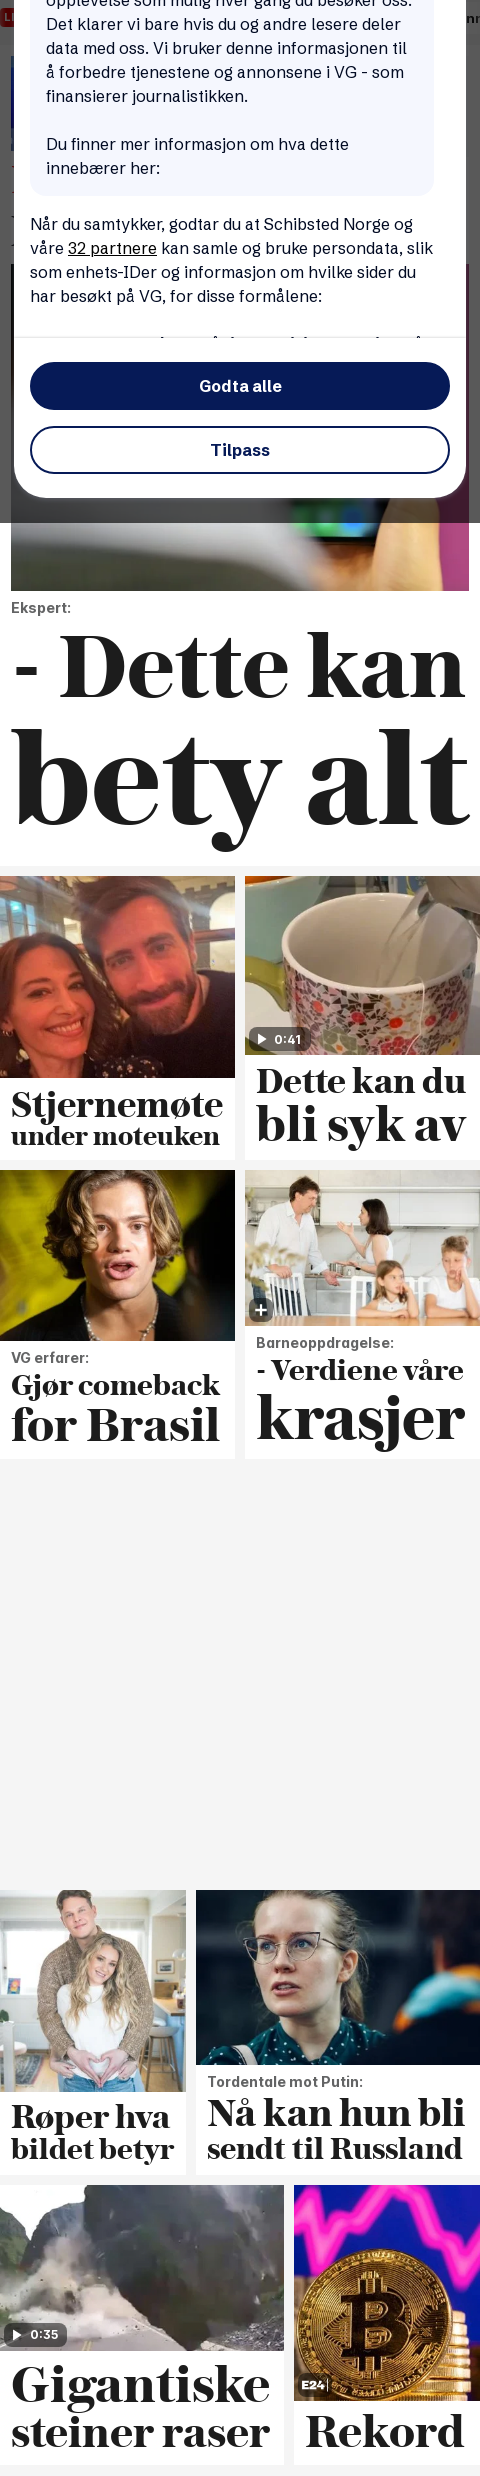 opplevelse som mulig hver gang du besøker oss.
Det klarer vi bare hvis du og andre lesere deler
data med oss. Vi bruker denne informasjonen til
å forbedre tjenestene og annonsene i VG - som
finansierer journalistikken.
Du finner mer informasjon om hva dette
innebærer her:
Når du samtykker, godtar du at Schibsted Norge og
våre 32 partnere kan samle og bruke persondata, slik
som enhets-IDer og informasjon om hvilke sider du
har besøkt på VG, for disse formålene:
Godta alle
Tilpass
Ekspert:
- Dette kan
bety alt
Stjernemøte
under moteuken
0:41
Dette kan du
bli syk av
VG erfarer:
Gjør comeback
for Brasil
Barneoppdragelse:
- Verdiene våre
krasjer
Røper hva
bildet betyr
Tordentale mot Putin:
Nå kan hun bli
sendt til Russland
0:35
Gigantiske
steiner raser
E24
Rekord